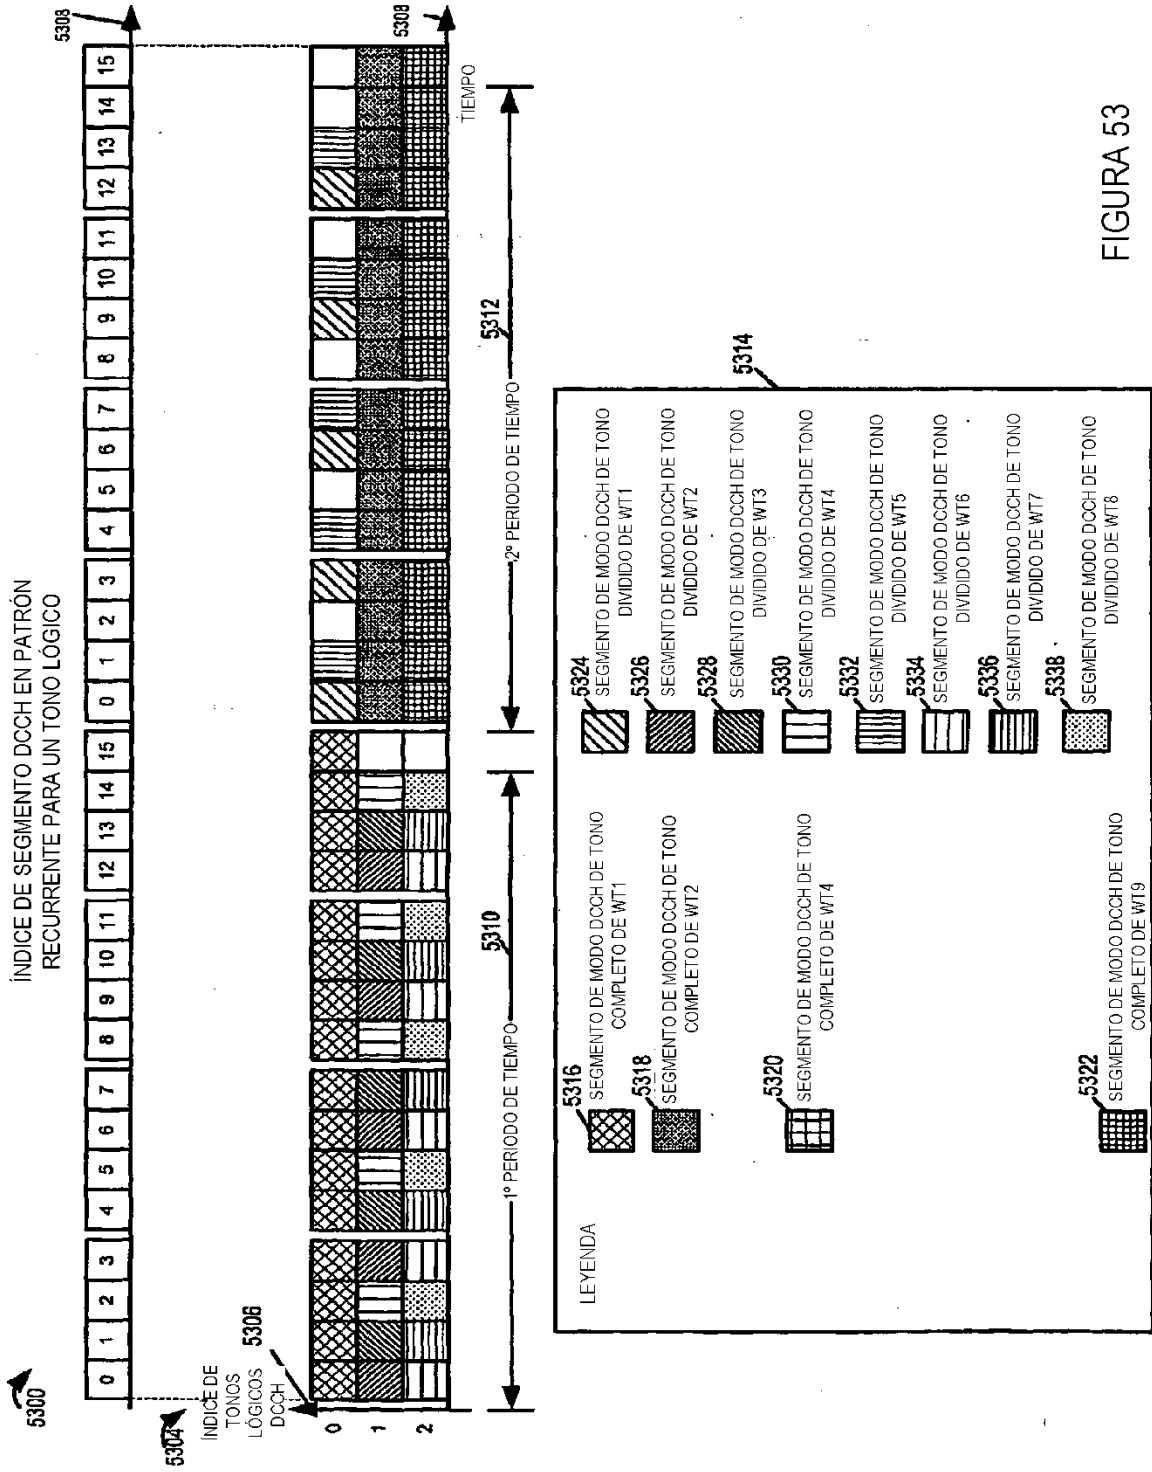 5300
ÍNDICE DE SEGMENTO DCCH EN PATRÓN
RECURRENTE PARA UN TONO LÓGICO
0 1 2 3 4 5 6 7 8 9 10 11 12 13 14 15 0 1 2 3 4 5 6 7 8 9 10 11 12 13 14 15
5308
5304
ÍNDICE DE
TONOS
LÓGICOS
DCCH
5306
0
1
2
5308
TIEMPO
1º PERIODO DE TIEMPO
5310
2º PERIODO DE TIEMPO
5312
5314
LEYENDA
5316
SEGMENTO DE MODO DCCH DE TONO
COMPLETO DE WT1
5318
SEGMENTO DE MODO DCCH DE TONO
COMPLETO DE WT2
5320
SEGMENTO DE MODO DCCH DE TONO
COMPLETO DE WT4
5322
SEGMENTO DE MODO DCCH DE TONO
COMPLETO DE WT9
5324
SEGMENTO DE MODO DCCH DE TONO
DIVIDIDO DE WT1
5326
SEGMENTO DE MODO DCCH DE TONO
DIVIDIDO DE WT2
5328
SEGMENTO DE MODO DCCH DE TONO
DIVIDIDO DE WT3
5330
SEGMENTO DE MODO DCCH DE TONO
DIVIDIDO DE WT4
5332
SEGMENTO DE MODO DCCH DE TONO
DIVIDIDO DE WT5
5334
SEGMENTO DE MODO DCCH DE TONO
DIVIDIDO DE WT6
5336
SEGMENTO DE MODO DCCH DE TONO
DIVIDIDO DE WT7
5338
SEGMENTO DE MODO DCCH DE TONO
DIVIDIDO DE WT8
FIGURA 53